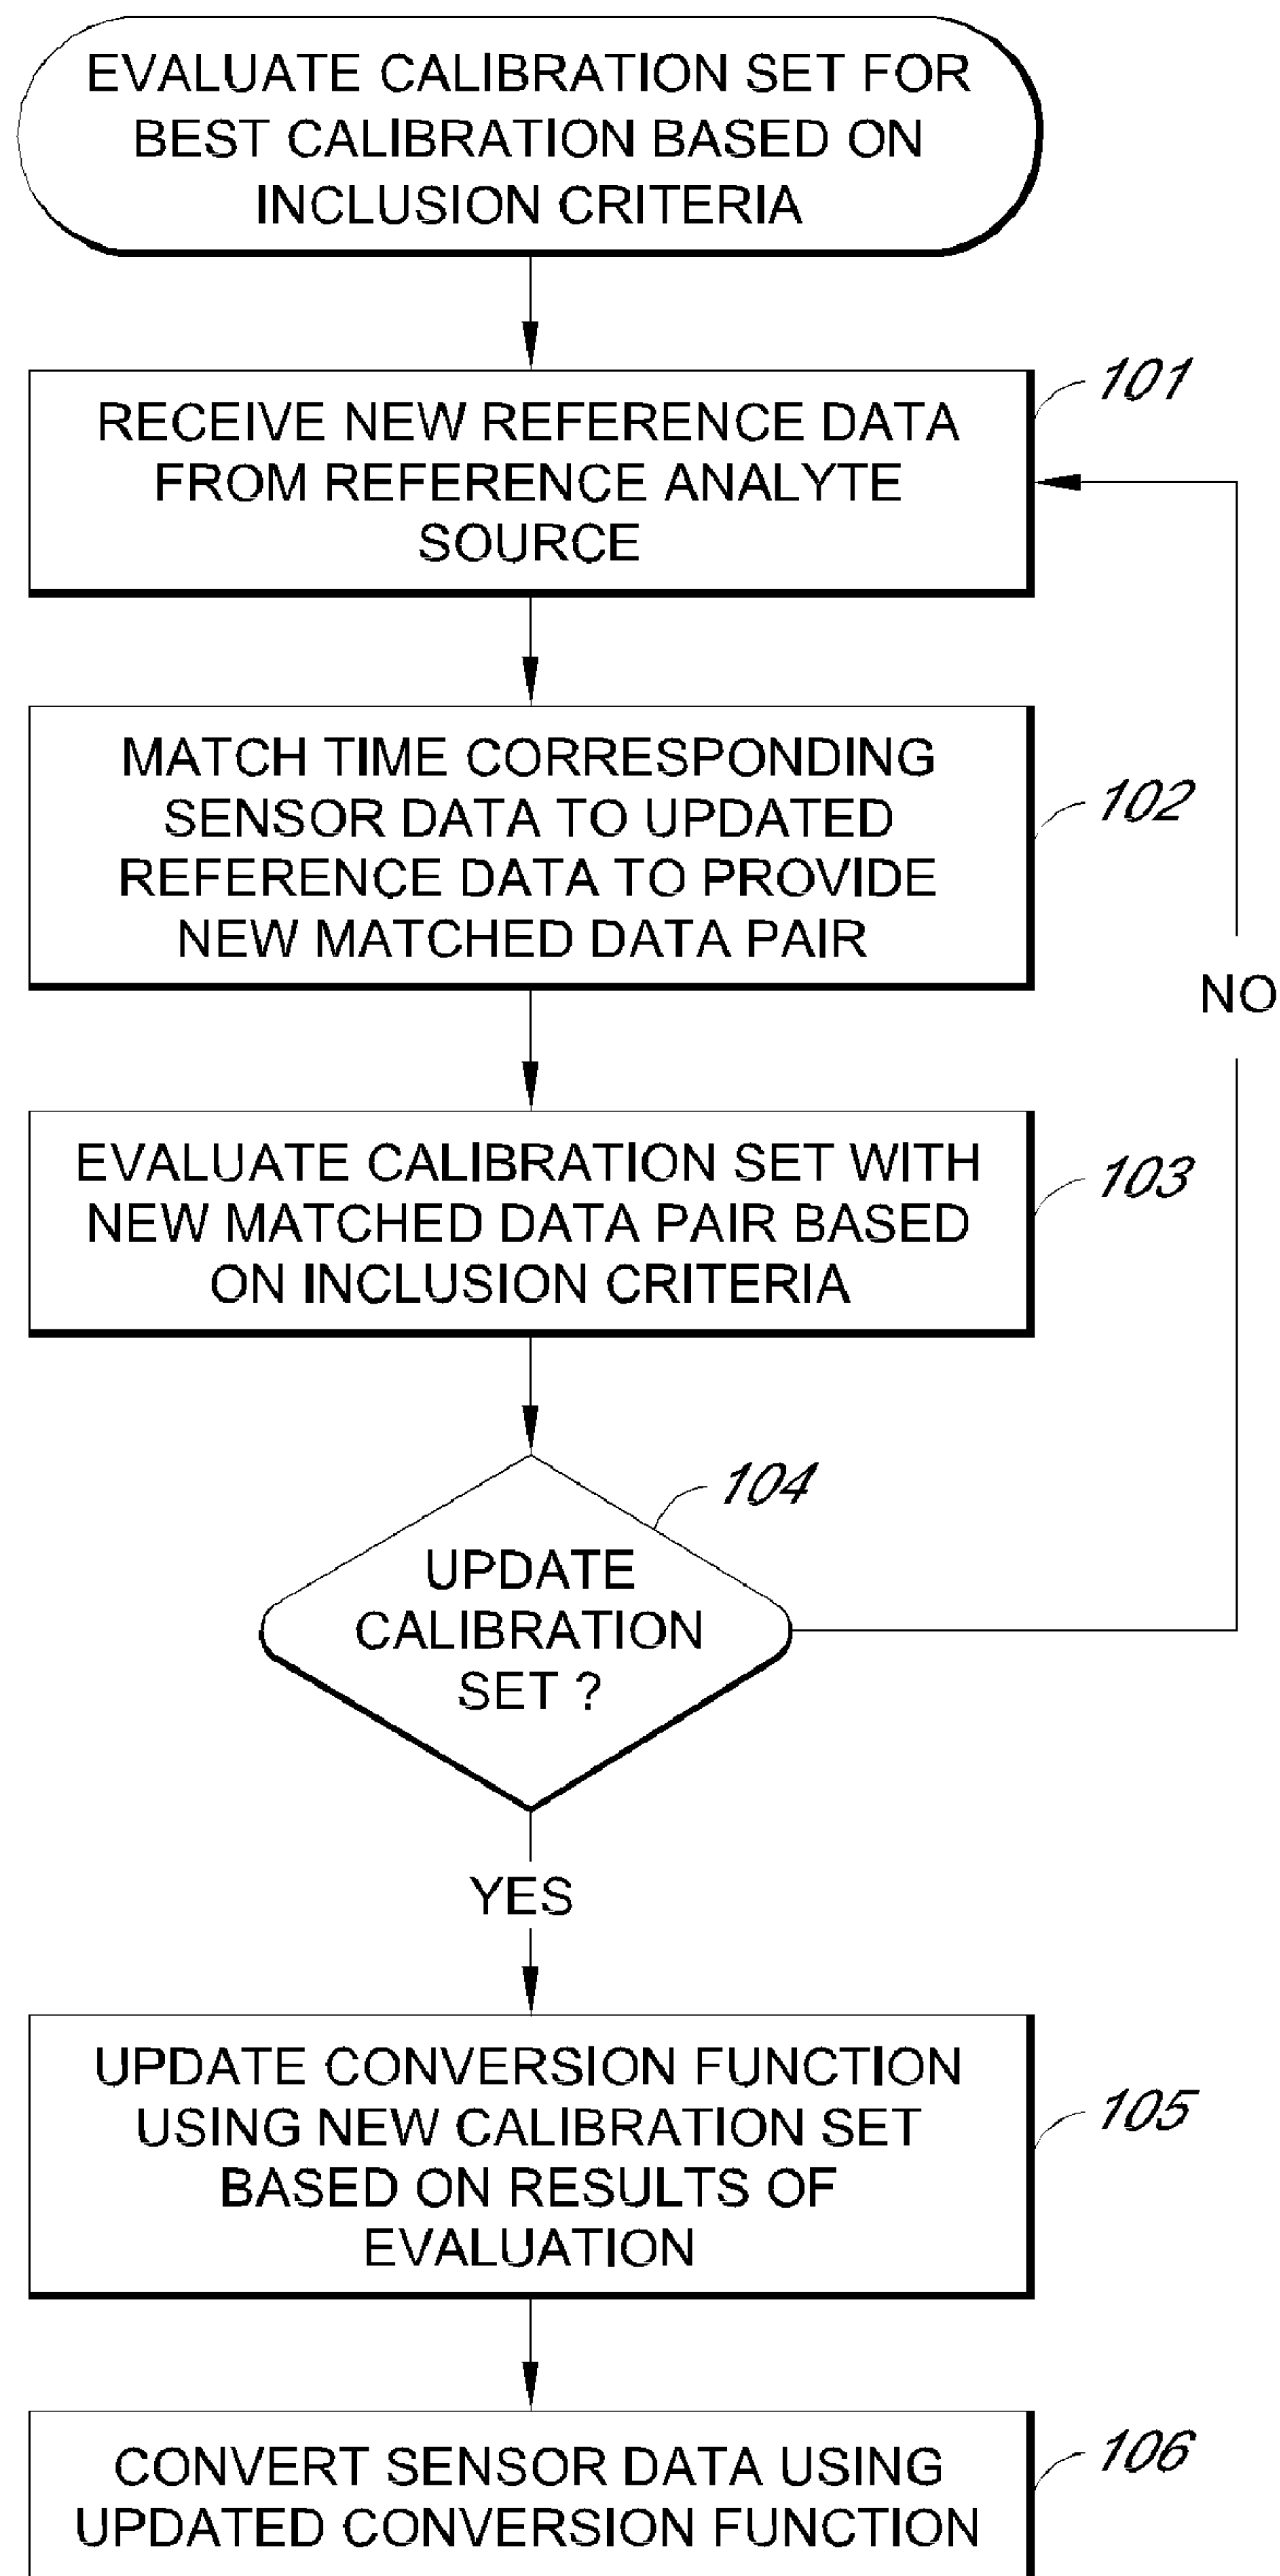 EVALUATE CALIBRATION SET FOR
BEST CALIBRATION BASED ON
INCLUSION CRITERIA
101
RECEIVE NEW REFERENCE DATA
FROM REFERENCE ANALYTE
SOURCE
102
MATCH TIME CORRESPONDING
SENSOR DATA TO UPDATED
REFERENCE DATA TO PROVIDE
NEW MATCHED DATA PAIR
NO
103
EVALUATE CALIBRATION SET WITH
NEW MATCHED DATA PAIR BASED
ON INCLUSION CRITERIA
104
UPDATE
CALIBRATION
SET ?
YES
105
UPDATE CONVERSION FUNCTION
USING NEW CALIBRATION SET
BASED ON RESULTS OF
EVALUATION
106
CONVERT SENSOR DATA USING
UPDATED CONVERSION FUNCTION